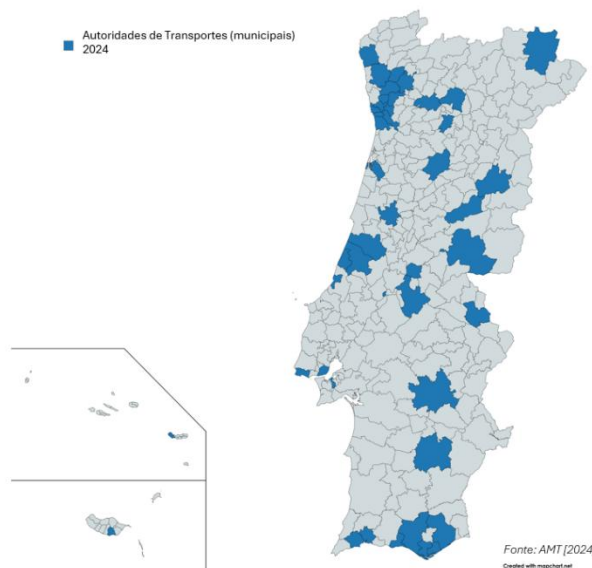 Autoridades de Transportes (municipais)
2024
Fonte: AMT [2024
Created with mapchart.net